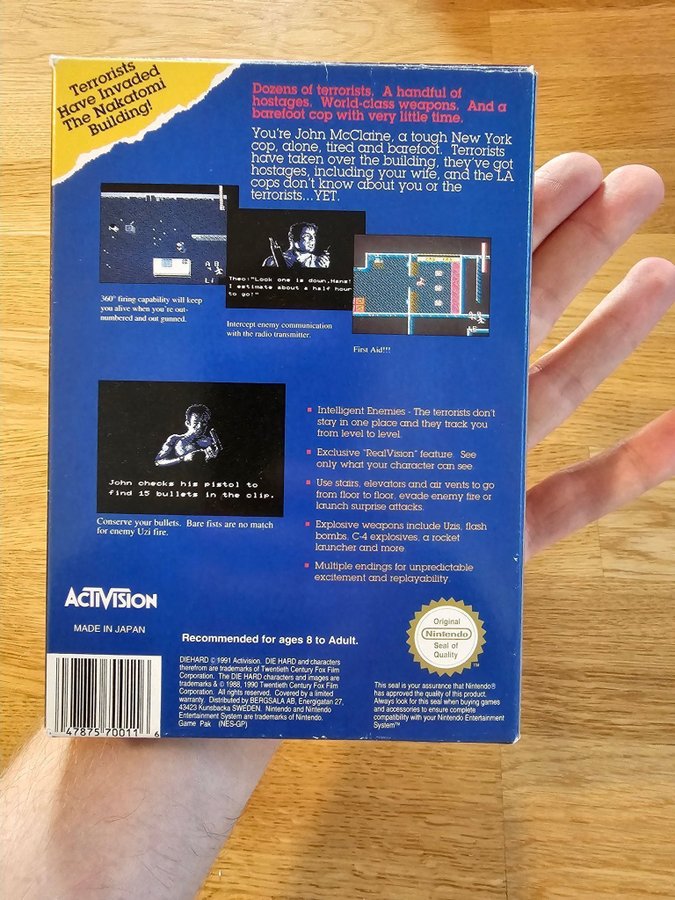 Terrorists
Have Invaded
The Nakatomi
Building!
Dozens of terrorists. A handful of
hostages. World-class weapons. And a
barefoot cop with very little time.
You're John McClaine, a tough New York
cop, alone, tired and barefoot. Terrorists
have taken over the building, they've got
hostages, including your wife, and the LA
cops don't know about you or the
terrorists...YET.
360° firing capability will keep
you alive when you're out-
numbered and out gunned.
Theo:"Look one is down,Hans!
I estimate about a half hour
to go!"
Intercept enemy communication
with the radio transmitter.
First Aid!!!
John checks his pistol to
find 15 bullets in the clip.
Conserve your bullets. Bare fists are no match
for enemy Uzi fire.
Intelligent Enemies - The terrorists don't
stay in one place and they track you
from level to level.
Exclusive "RealVision" feature. See
only what your character can see.
Use stairs, elevators and air vents to go
from floor to floor, evade enemy fire or
launch surprise attacks.
Explosive weapons include Uzis, flash
bombs, C-4 explosives, a rocket
launcher and more
Multiple endings for unpredictable
excitement and replayability.
ACTIVISION
MADE IN JAPAN
Recommended for ages 8 to Adult.
DIEHARD © 1991 Activision. DIE HARD and characters
therefrom are trademarks of Twentieth Century Fox Film
Corporation. The DIE HARD characters and images are
trademarks & © 1988, 1990 Twentieth Century Fox Film
Corporation. All rights reserved. Covered by a limited
warranty. Distributed by BERGSALA AB, Energigatan 27,
43423 Kunsbacka SWEDEN. Nintendo and Nintendo
Entertainment System are trademarks of Nintendo.
Game Pak (NES-GP)
Original
Nintendo
Seal of
Quality
TM
This seal is your assurance that Nintendo®
has approved the quality of this product.
Always look for this seal when buying games
and accessories to ensure complete
compatibility with your Nintendo Entertainment
System™
47875 70011 6